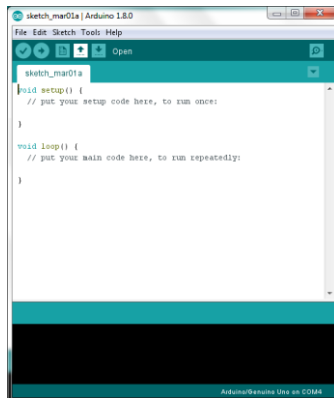 sketch_mar01a | Arduino 1.8.0
File Edit Sketch Tools Help
Open
sketch_mar01a
void setup() {
// put your setup code here, to run once:
}
void loop() {
// put your main code here, to run repeatedly:
}
Arduino/Genuino Uno on COM4